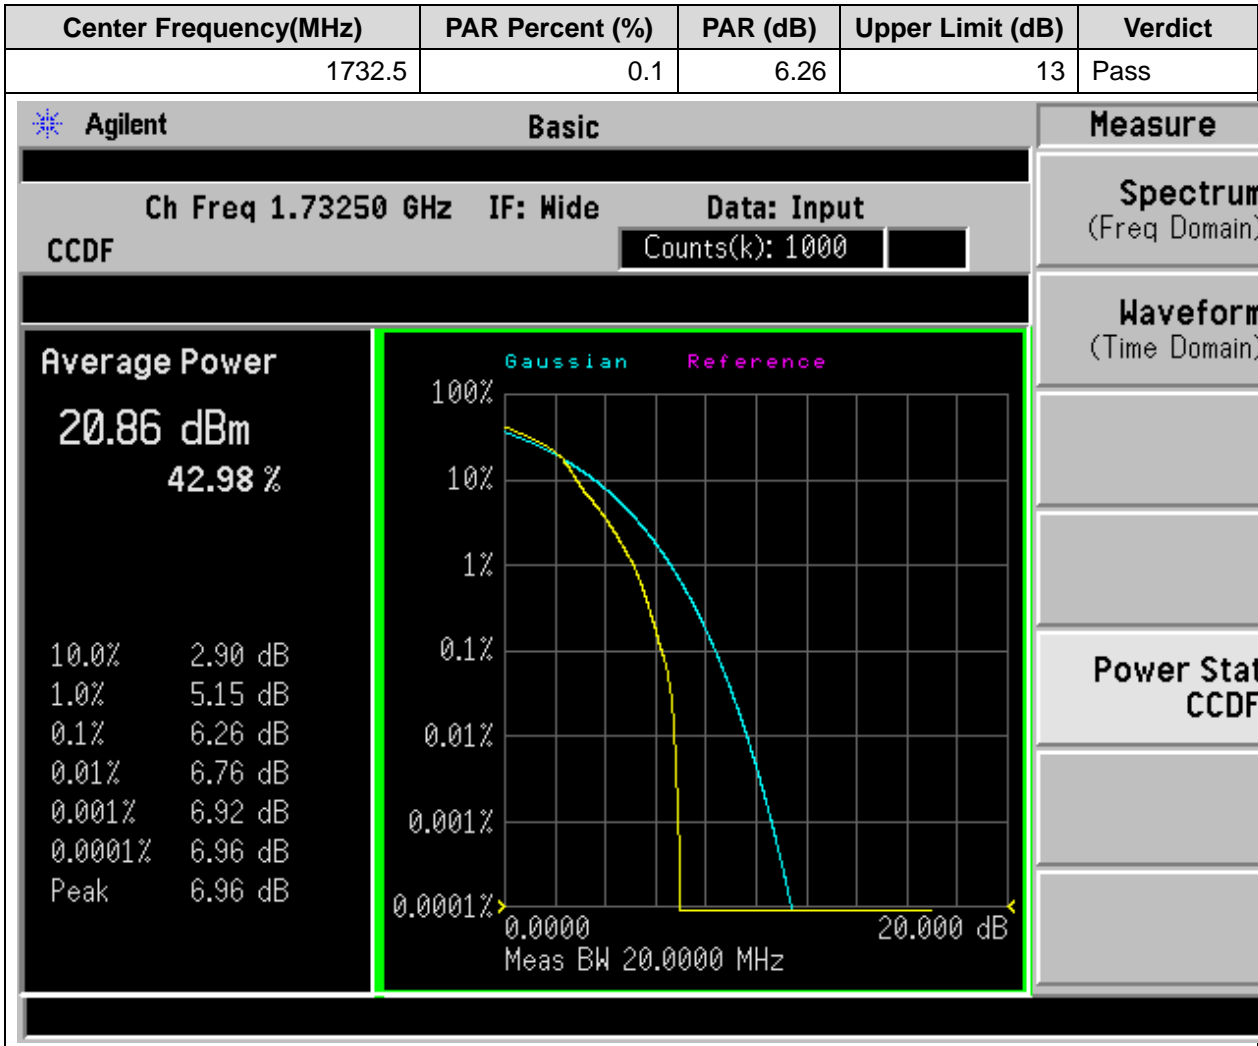 Center Frequency(MHz) PAR Percent (%) PAR (dB) Upper Limit (dB) Verdict
1732.5 0.1 6.26 13 Pass
Agilent Basic Measure
Ch Freq 1.73250 GHz IF: Wide Data: Input
CCDF Counts(k): 1000
Spectrum
(Freq Domain)
Waveform
(Time Domain)
Power Stat
CCDF
Average Power
20.86 dBm
42.98 %
10.0% 2.90 dB
1.0% 5.15 dB
0.1% 6.26 dB
0.01% 6.76 dB
0.001% 6.92 dB
0.0001% 6.96 dB
Peak 6.96 dB
Gaussian Reference
100%
10%
1%
0.1%
0.01%
0.001%
0.0001%
0.0000 20.000 dB
Meas BW 20.0000 MHz